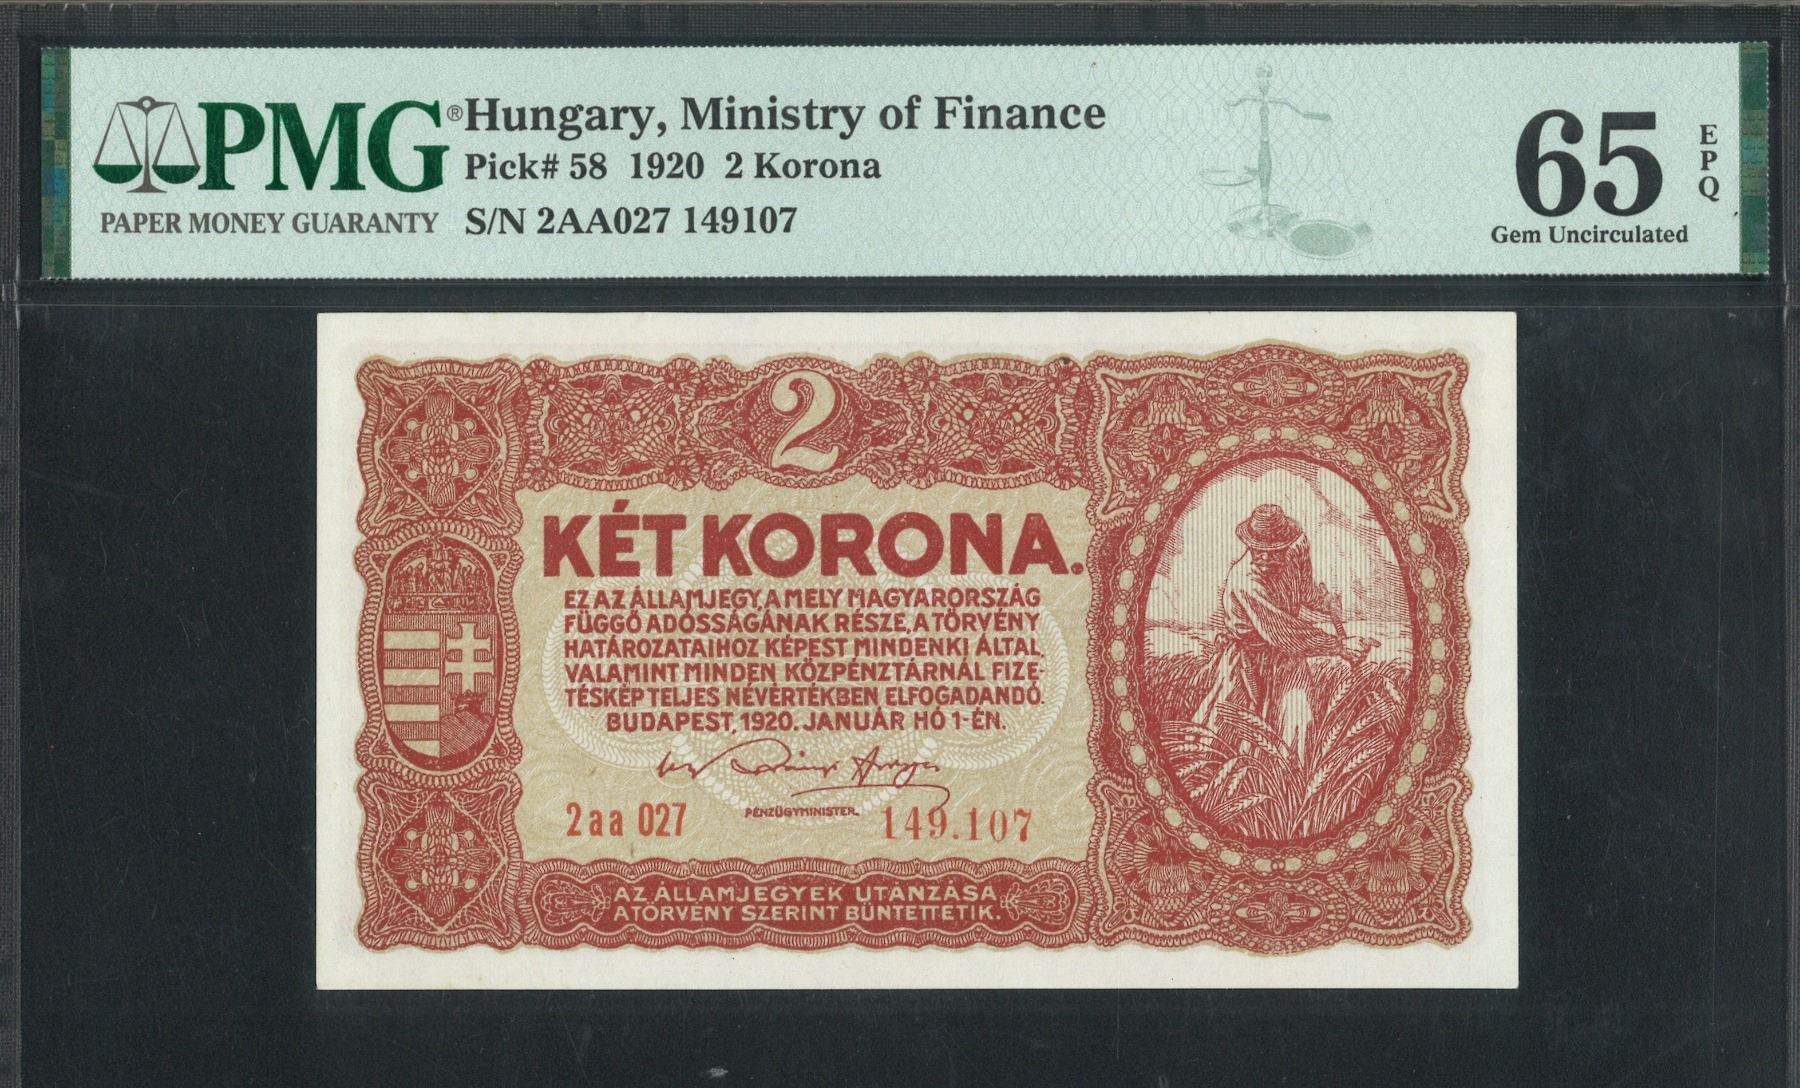 PMG®
PAPER MONEY GUARANTY
Hungary, Ministry of Finance
Pick# 58 1920 2 Korona
S/N 2AA027 149107
65
EPQ
Gem Uncirculated
2
KÉT KORONA.
EZ AZ ÁLLAMJEGY, AMELY MAGYARORSZÁG
FÜGGŐ ADÓSSÁGÁNAK RÉSZE, A TÖRVÉNY
HATÁROZATAIHOZ KÉPEST MINDENKI ÁLTAL,
VALAMINT MINDEN KÖZPÉNZTÁRNÁL FIZE-
TÉSKÉP TELJES NÉVÉRTÉKBEN ELFOGADANDÓ.
BUDAPEST, 1920. JANUÁR HÓ 1-ÉN.
PÉNZÜGYMINISTER.
2aa 027
149.107
AZ ÁLLAMJEGYEK UTÁNZÁSA
A TÖRVÉNY SZERINT BÜNTETTETIK.